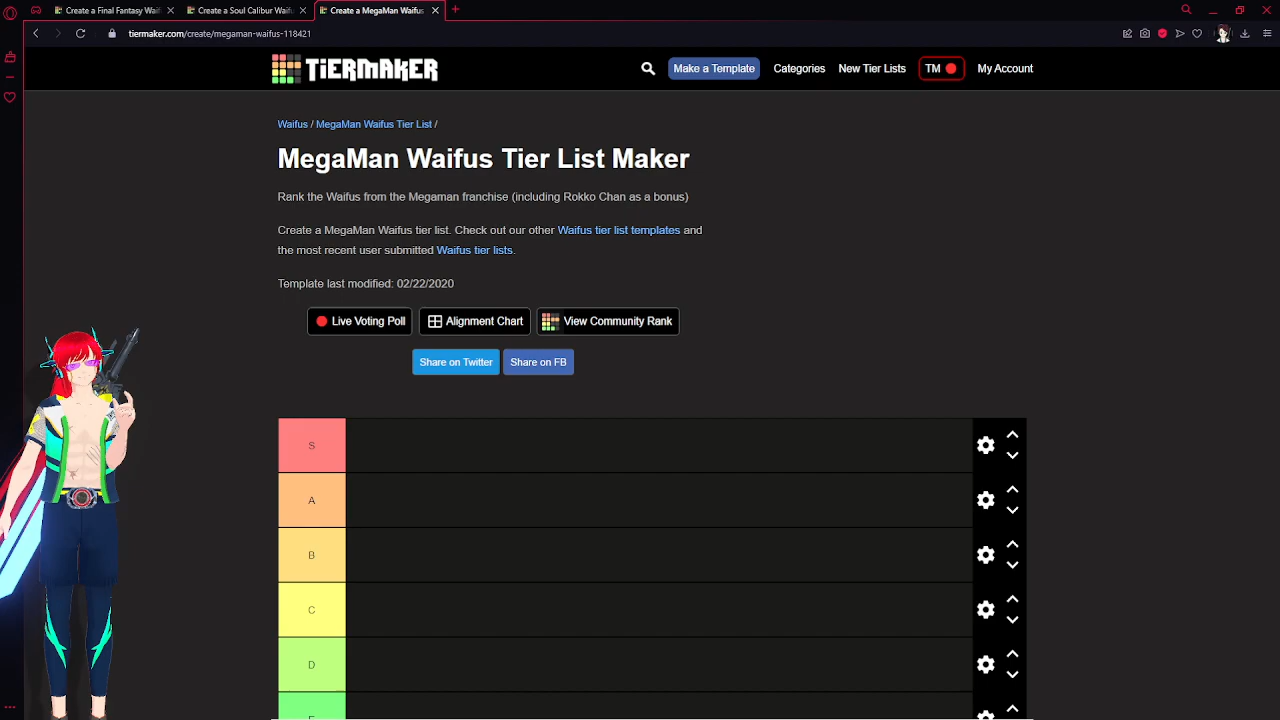 Create a Final Fantasy Waif
Create a Soul Calibur Waifus
Create a MegaMan Waifus
tiermaker.com/create/megaman-waifus-118421
TiERMAKER
Make a Template
Categories
New Tier Lists
TM
My Account
Waifus / MegaMan Waifus Tier List /
MegaMan Waifus Tier List Maker
Rank the Waifus from the Megaman franchise (including Rokko Chan as a bonus)
Create a MegaMan Waifus tier list. Check out our other Waifus tier list templates and
the most recent user submitted Waifus tier lists.
Template last modified: 02/22/2020
Live Voting Poll
Alignment Chart
View Community Rank
Share on Twitter
Share on FB
S
A
B
C
D